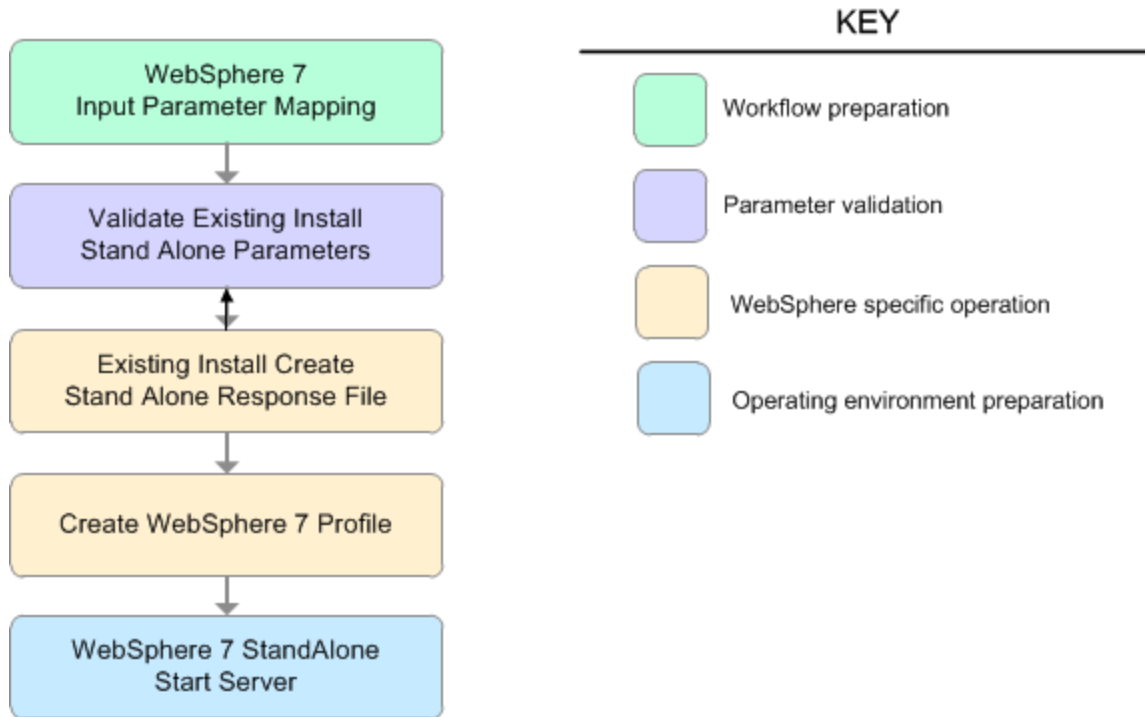 WebSphere 7
Input Parameter Mapping
Validate Existing Install
Stand Alone Parameters
Existing Install Create
Stand Alone Response File
Create WebSphere 7 Profile
WebSphere 7 StandAlone
Start Server
KEY
Workflow preparation
Parameter validation
WebSphere specific operation
Operating environment preparation